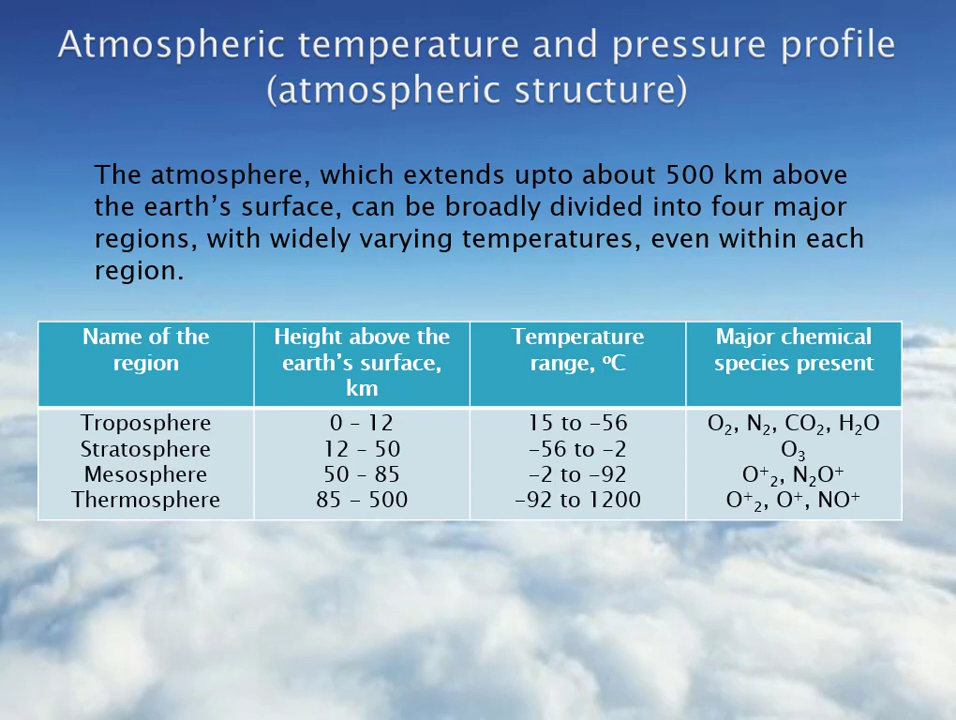 Atmospheric temperature and pressure profile
(atmospheric structure)
The atmosphere, which extends upto about 500 km above
the earth's surface, can be broadly divided into four major
regions, with widely varying temperatures, even within each
region.
Name of the region | Height above the earth's surface, km | Temperature range, ºC | Major chemical species present
Troposphere | 0 – 12 | 15 to -56 | O₂, N₂, CO₂, H₂O
Stratosphere | 12 – 50 | -56 to -2 | O₃
Mesosphere | 50 – 85 | -2 to -92 | O⁺₂, N₂O⁺
Thermosphere | 85 - 500 | -92 to 1200 | O⁺₂, O⁺, NO⁺